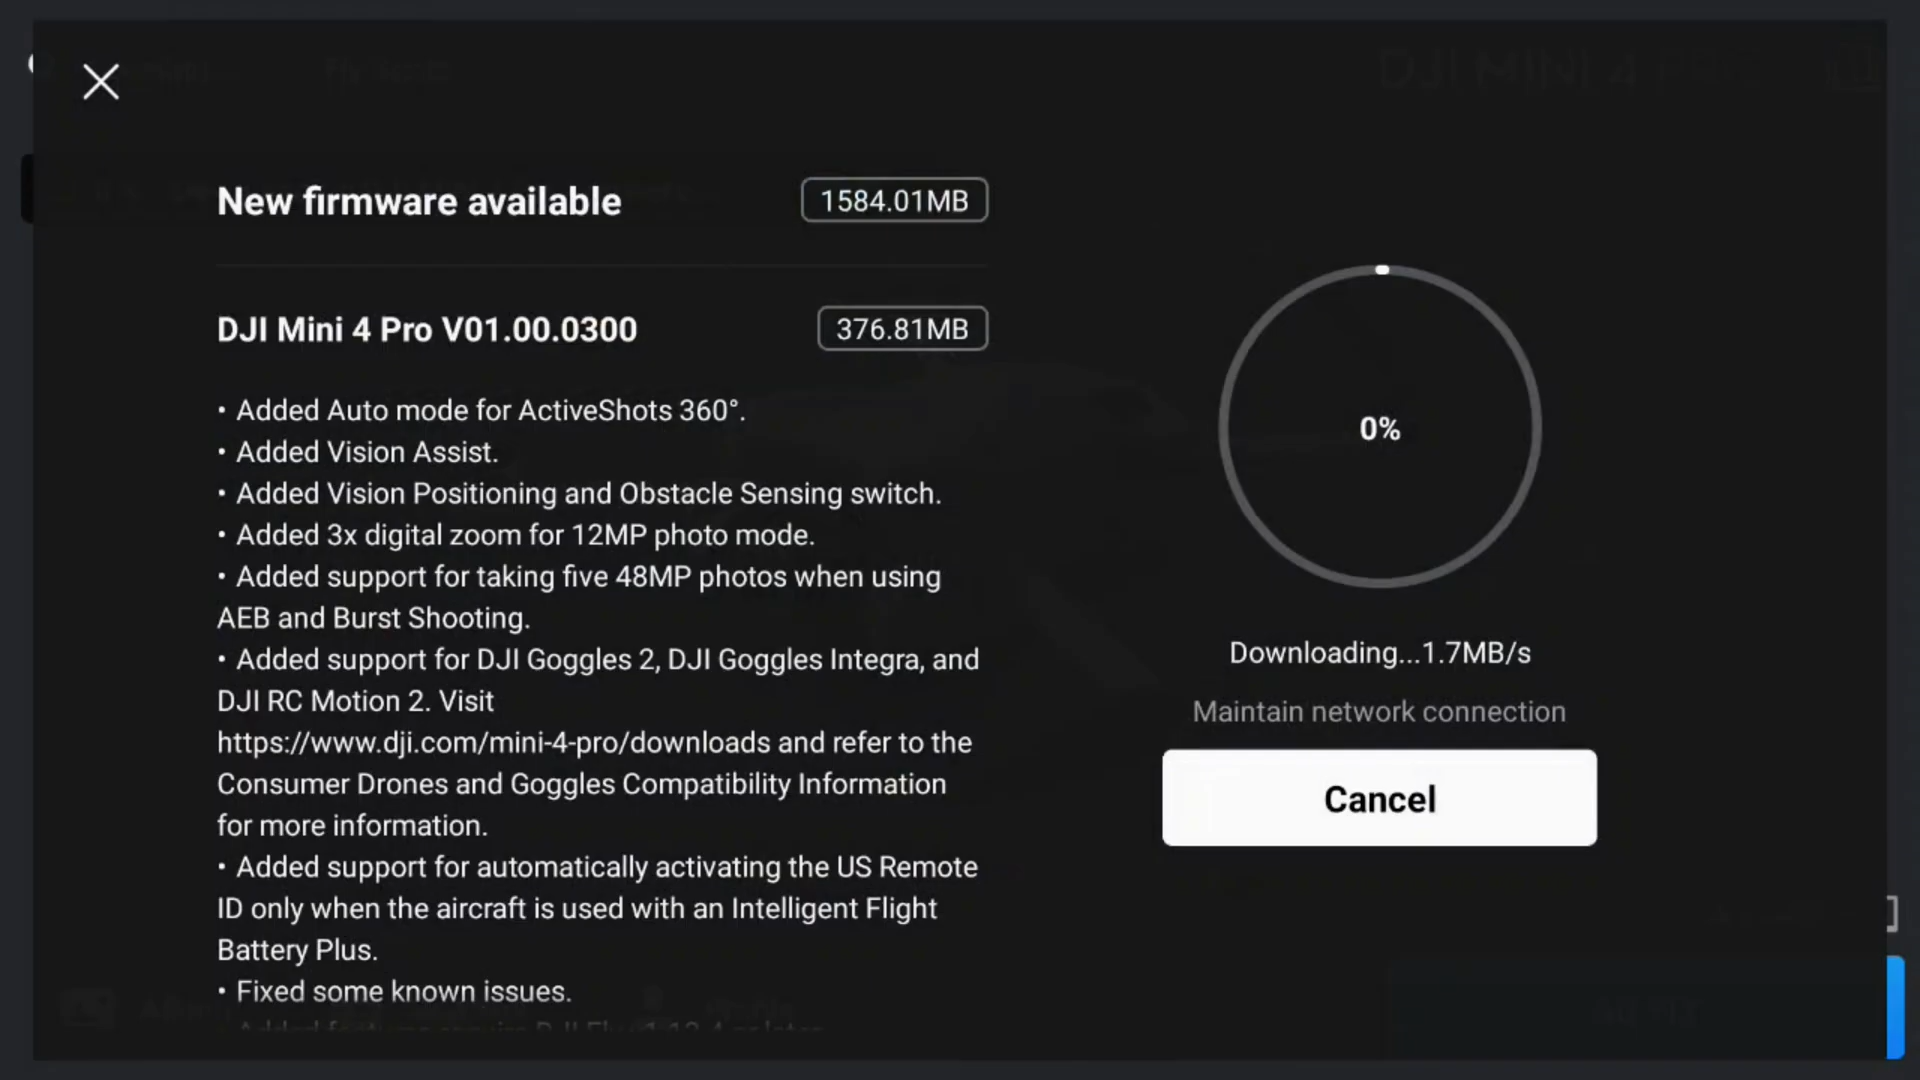 DJI MINI 4 PRO
New firmware available
1584.01MB
DJI Mini 4 Pro V01.00.0300
376.81MB
• Added Auto mode for ActiveShots 360°.
• Added Vision Assist.
• Added Vision Positioning and Obstacle Sensing switch.
• Added 3x digital zoom for 12MP photo mode.
• Added support for taking five 48MP photos when using
AEB and Burst Shooting.
• Added support for DJI Goggles 2, DJI Goggles Integra, and
DJI RC Motion 2. Visit
https://www.dji.com/mini-4-pro/downloads and refer to the
Consumer Drones and Goggles Compatibility Information
for more information.
• Added support for automatically activating the US Remote
ID only when the aircraft is used with an Intelligent Flight
Battery Plus.
• Fixed some known issues.
0%
Downloading...1.7MB/s
Maintain network connection
Cancel